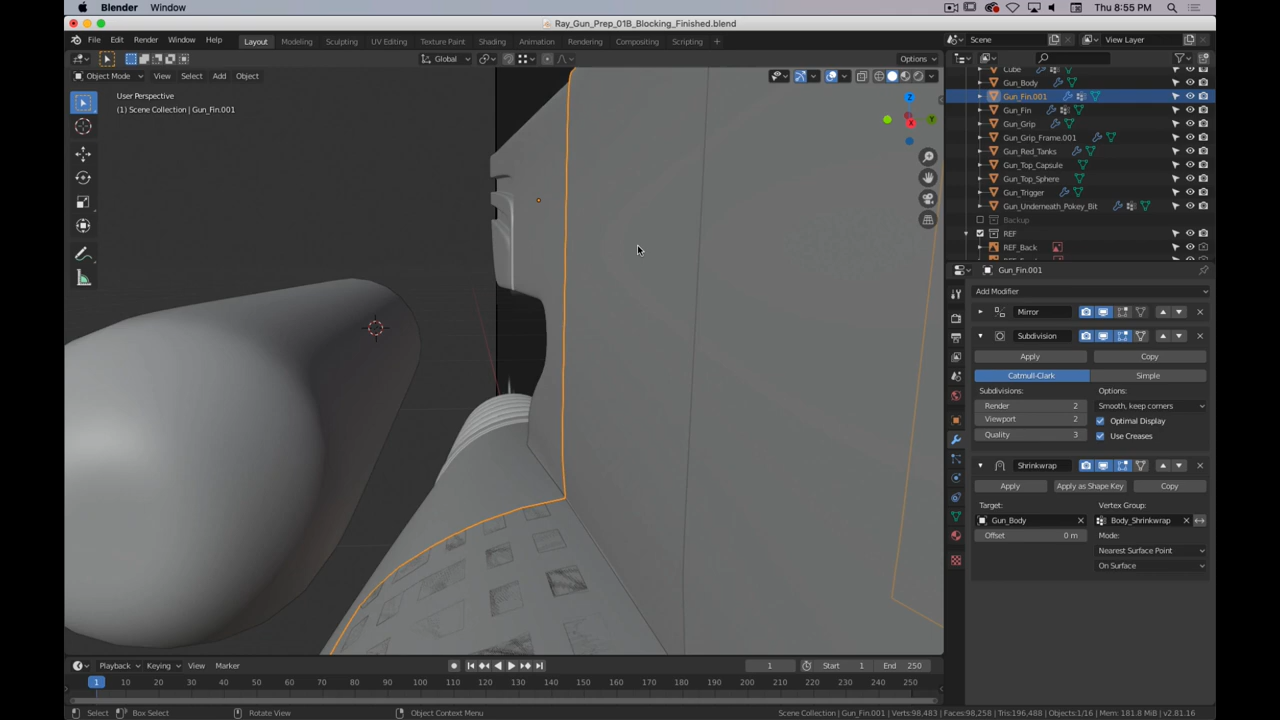 Blender Window Thu 8:55 PM
Ray_Gun_Prep_01B_Blocking_Finished.blend
File Edit Render Window Help Layout Modeling Sculpting UV Editing Texture Paint Shading Animation Rendering Compositing Scripting + Scene View Layer
Global Options
Object Mode View Select Add Object
User Perspective
(1) Scene Collection | Gun_Fin.001
Z
Y
X
Cube
Gun_Body
Gun_Fin.001
Gun_Fin
Gun_Grip
Gun_Grip_Frame.001
Gun_Red_Tanks
Gun_Top_Capsule
Gun_Top_Sphere
Gun_Trigger
Gun_Underneath_Pokey_Bit
Backup
REF
REF_Back
Gun_Fin.001
Add Modifier
Mirror
Subdivision
Apply Copy
Catmull-Clark Simple
Subdivisions: Options:
Render 2 Smooth, keep corners
Viewport 2 Optimal Display
Quality 3 Use Creases
Shrinkwrap
Apply Apply as Shape Key Copy
Target: Vertex Group:
Gun_Body Body_Shrinkwrap
Offset 0 m Mode:
Nearest Surface Point
On Surface
Playback Keying View Marker 1 Start 1 End 250
1 10 20 30 40 50 60 70 80 90 100 110 120 130 140 150 160 170 180 190 200 210 220 230 240 250
Select Box Select Rotate View Object Context Menu Scene Collection | Gun_Fin.001 | Verts:98,483 | Faces:98,258 | Tris:196,488 | Objects:1/16 | Mem: 181.8 MiB | v2.81.16